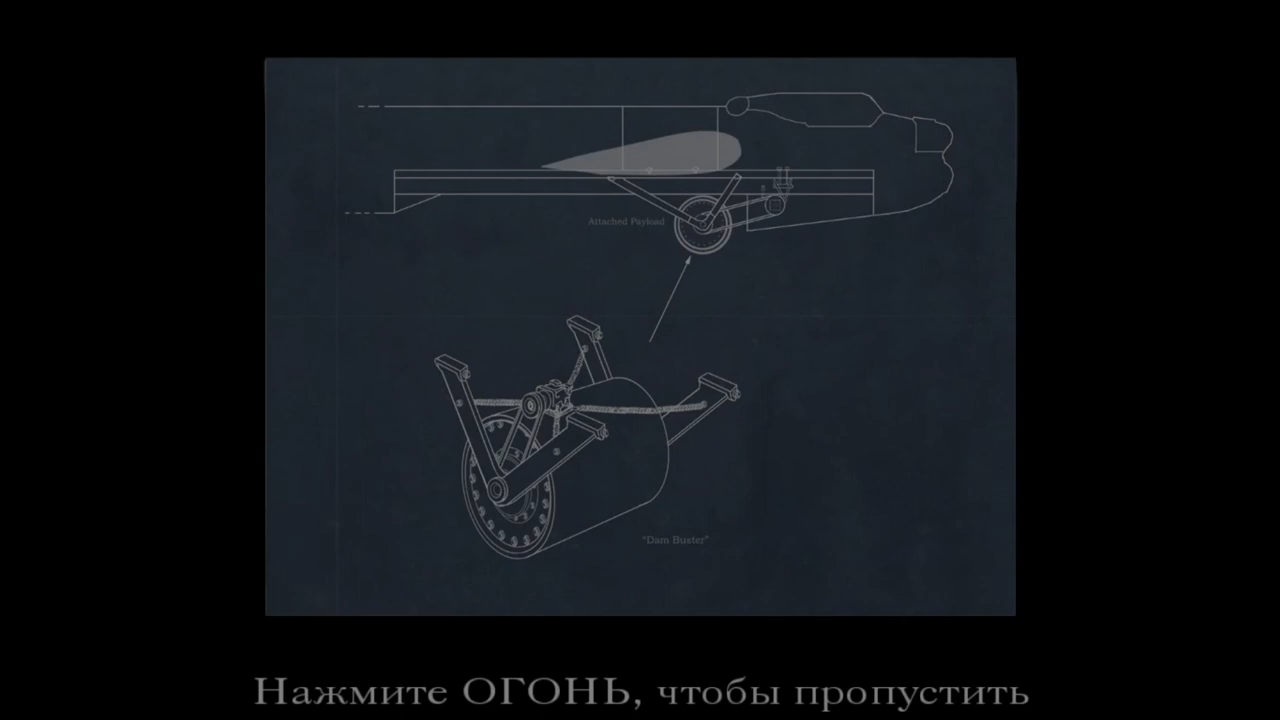 Attached Payload
"Dam Buster"
Нажмите ОГОНЬ, чтобы пропустить